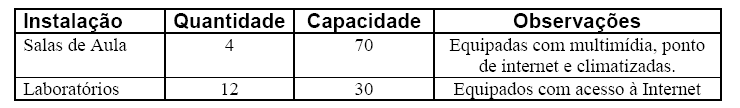 Instalação Quantidade Capacidade Observações
Salas de Aula 4 70 Equipadas com multimídia, ponto
de internet e climatizadas.
Laboratórios 12 30 Equipados com acesso à Internet